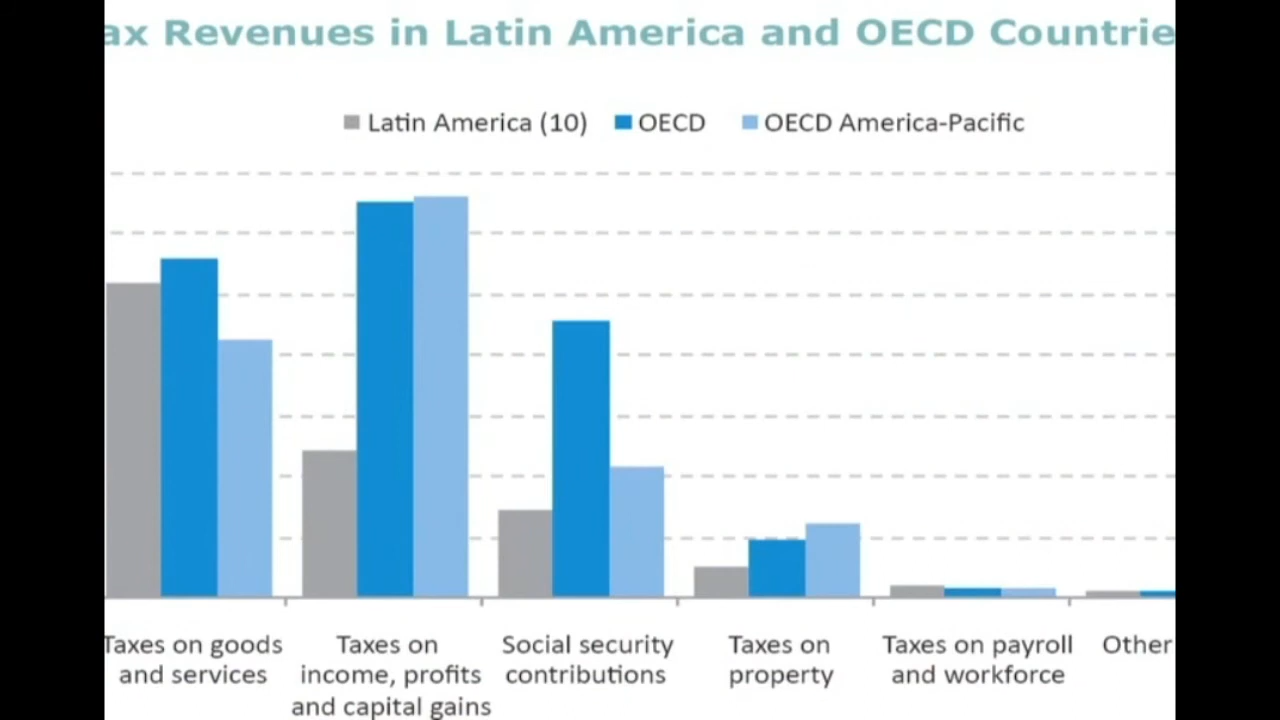 ax Revenues in Latin America and OECD Countrie
Latin America (10) OECD OECD America-Pacific
Taxes on goods and services
Taxes on income, profits and capital gains
Social security contributions
Taxes on property
Taxes on payroll and workforce
Other